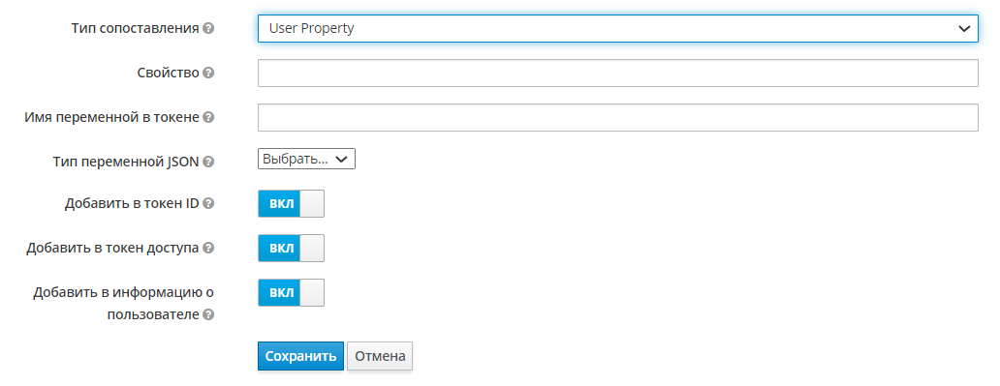 Тип сопоставления
User Property
Свойство
Имя переменной в токене
Тип переменной JSON
Выбрать...
Добавить в токен ID
ВКЛ
Добавить в токен доступа
ВКЛ
Добавить в информацию о
пользователе
ВКЛ
Сохранить
Отмена